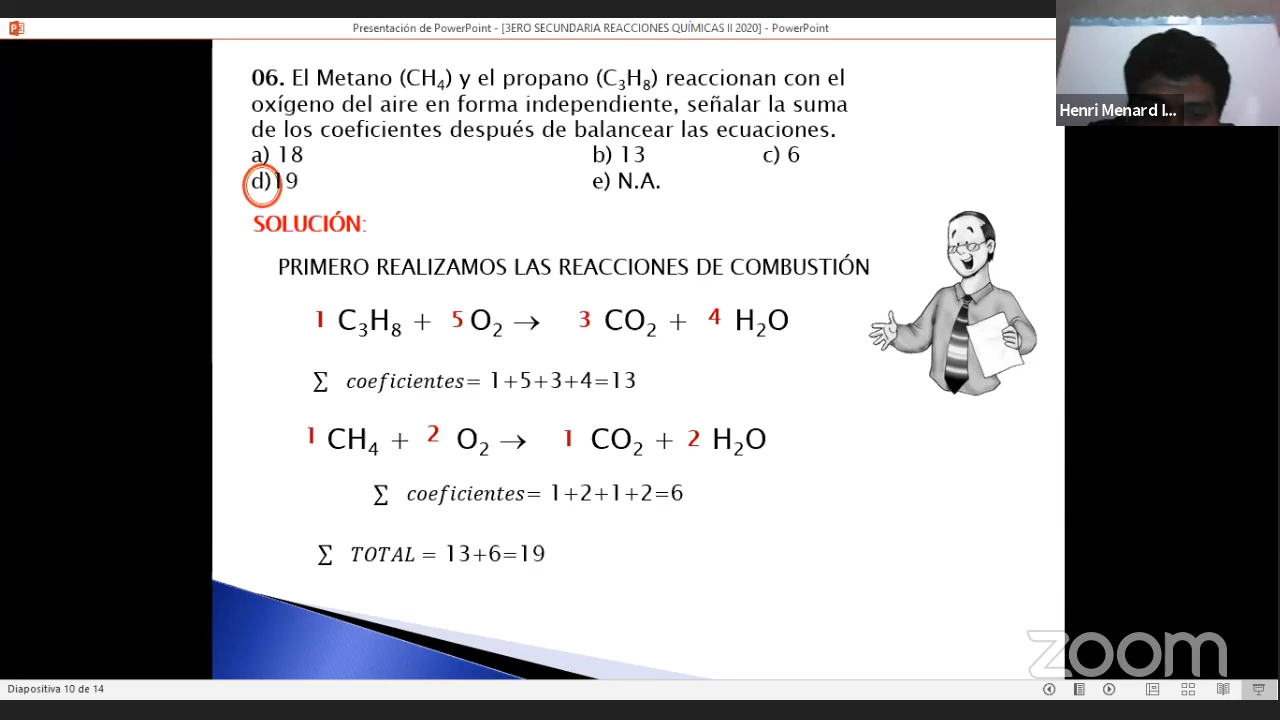 Presentación de PowerPoint - [3ERO SECUNDARIA REACCIONES QUÍMICAS II 2020] - PowerPoint
Henri Menard I...
06. El Metano (CH₄) y el propano (C₃H₈) reaccionan con el
oxígeno del aire en forma independiente, señalar la suma
de los coeficientes después de balancear las ecuaciones.
a) 18 b) 13 c) 6
d)19 e) N.A.
SOLUCIÓN:
PRIMERO REALIZAMOS LAS REACCIONES DE COMBUSTIÓN
1 C₃H₈ + 5 O₂ → 3 CO₂ + 4 H₂O
∑ coeficientes= 1+5+3+4=13
1 CH₄ + 2 O₂ → 1 CO₂ + 2 H₂O
∑ coeficientes= 1+2+1+2=6
∑ TOTAL = 13+6=19
zoom
Diapositiva 10 de 14